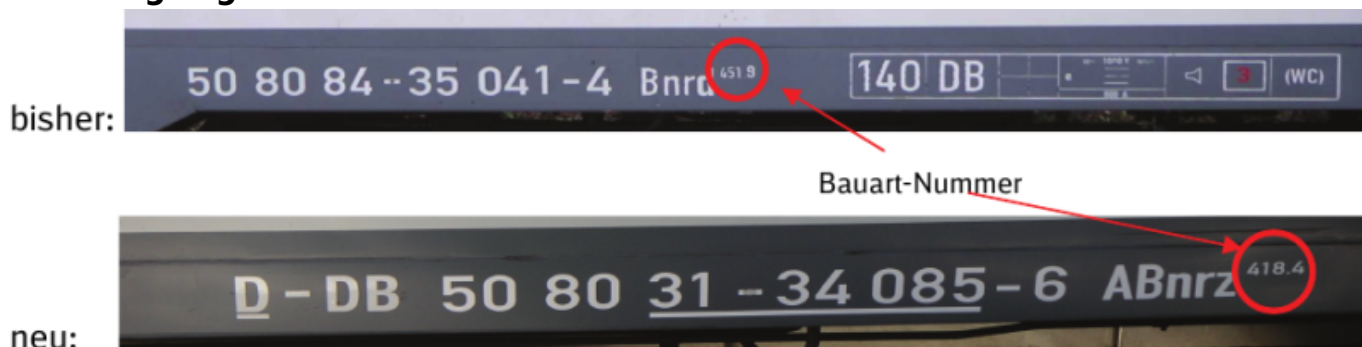 50 80 84--35 041-4 Bnrd 451.9 140 DB 3 (WC)
bisher:
Bauart-Nummer
D - DB 50 80 31 - 34 085 - 6 ABnrz 418.4
neu: